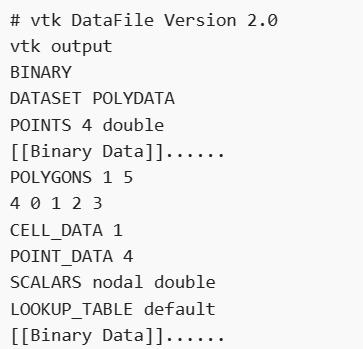 # vtk DataFile Version 2.0
vtk output
BINARY
DATASET POLYDATA
POINTS 4 double
[[Binary Data]]......
POLYGONS 1 5
4 0 1 2 3
CELL_DATA 1
POINT_DATA 4
SCALARS nodal double
LOOKUP_TABLE default
[[Binary Data]]......